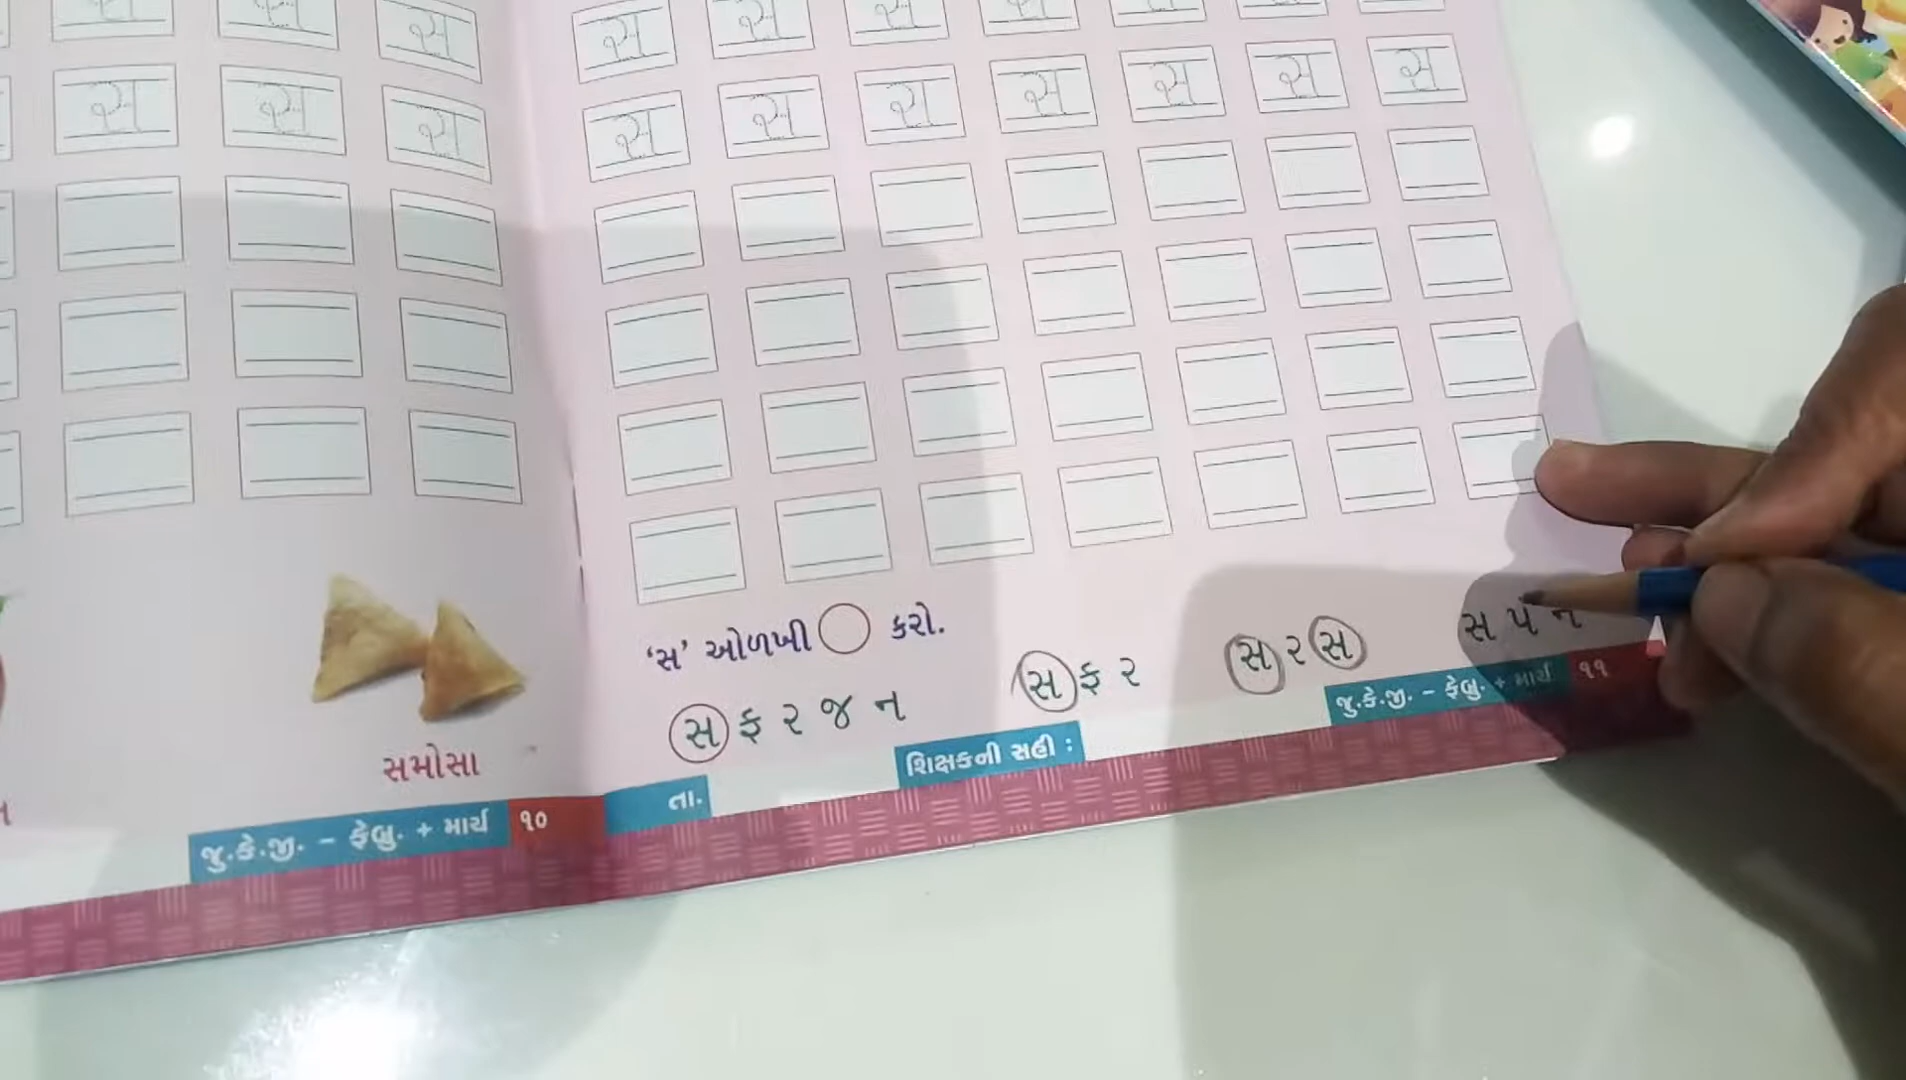 સ સ સ
સ સ સ
સમોસા
જુ.કે.જી. - ફેબ્રુ. + માર્ચ ૧૦
સ સ સ સ
સ સ સ સ સ સ સ
‘સ’ ઓળખી ◯ કરો.
સ ફ ર જ ન સ ફ ર સ ર સ સ પ ન
તા. શિક્ષકની સહી : જુ.કે.જી. - ફેબ્રુ. + માર્ચ ૧૧